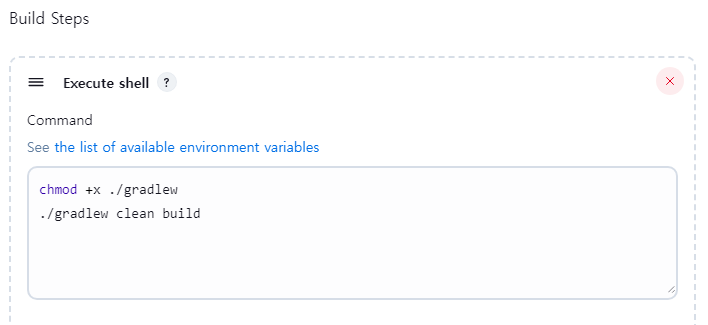 Build Steps
Execute shell ?
Command
See the list of available environment variables
chmod +x ./gradlew
./gradlew clean build